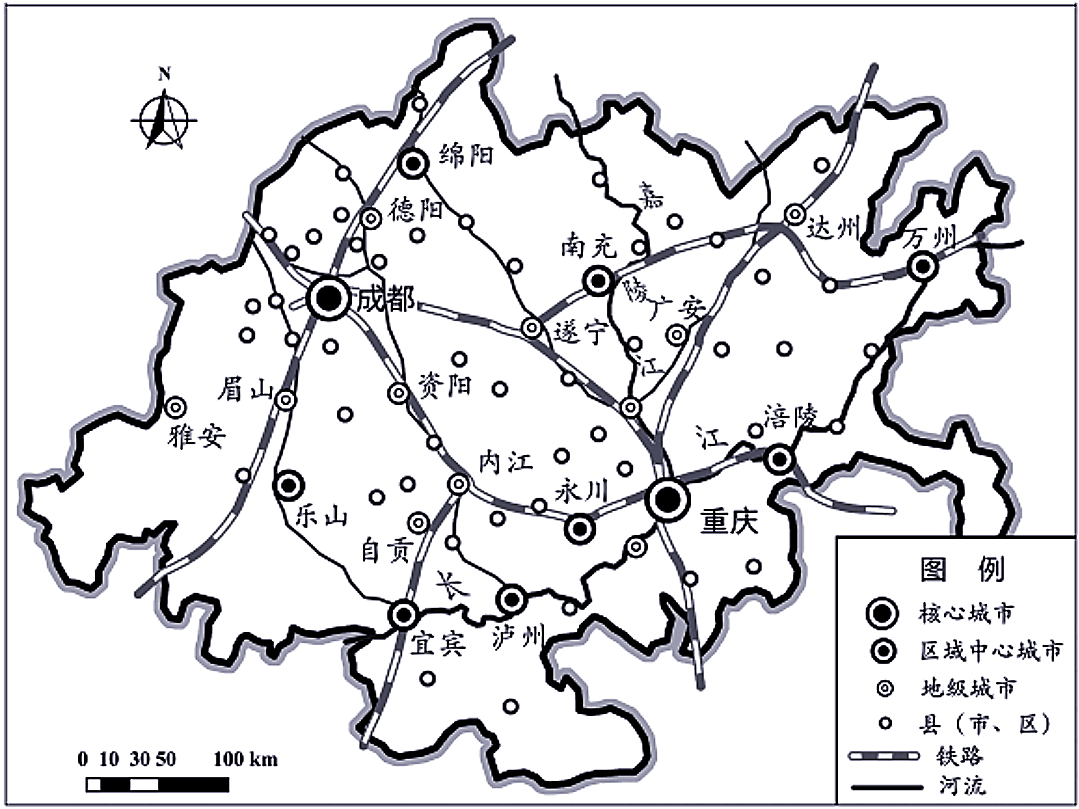 N
绵阳
德阳
嘉
达州
万州
南充
成都
陵
广安
遂宁
江
眉山
资阳
雅安
涪陵
江
内江
永川
乐山
重庆
自贡
长
宜宾
泸州
图 例
核心城市
区域中心城市
地级城市
县（市、区）
铁路
河流
0 10 30 50 100 km